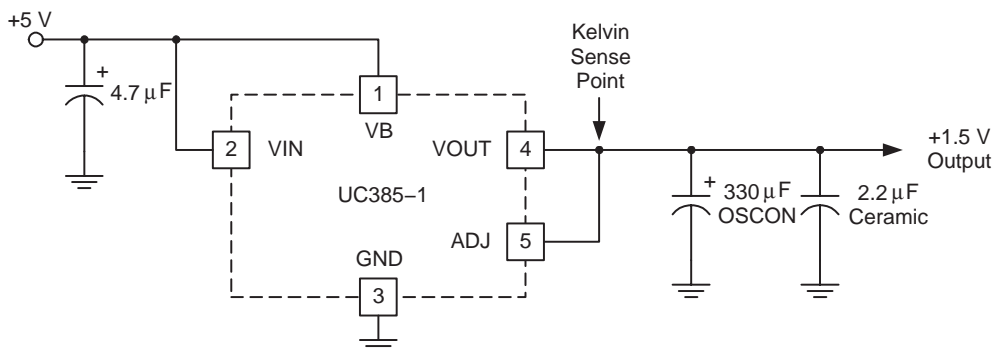 +5 V
Kelvin
Sense
Point
+
4.7 µF
1
VB
2
VIN
VOUT
4
+1.5 V
Output
UC385–1
+
330 µF
OSCON
2.2 µF
Ceramic
ADJ
5
GND
3